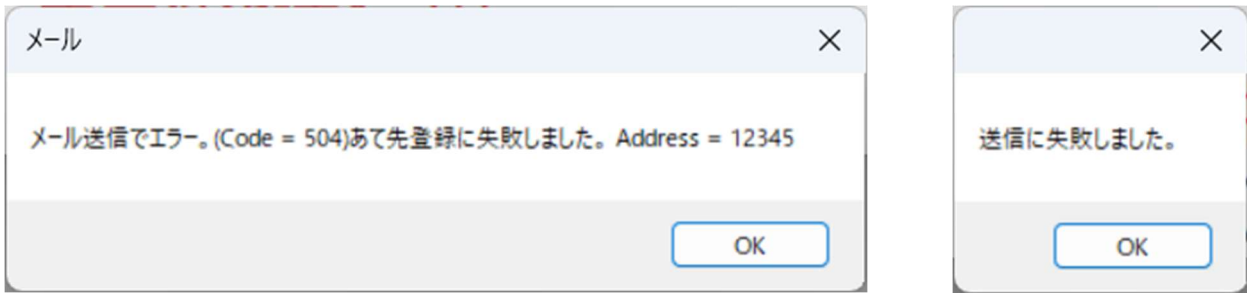 メール
メール送信でエラー。(Code = 504)あて先登録に失敗しました。 Address = 12345
OK
送信に失敗しました。
OK